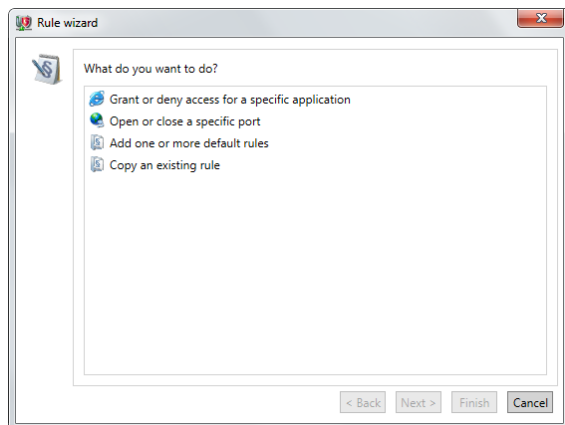 Rule wizard
What do you want to do?
Grant or deny access for a specific application
Open or close a specific port
Add one or more default rules
Copy an existing rule
< Back Next > Finish Cancel